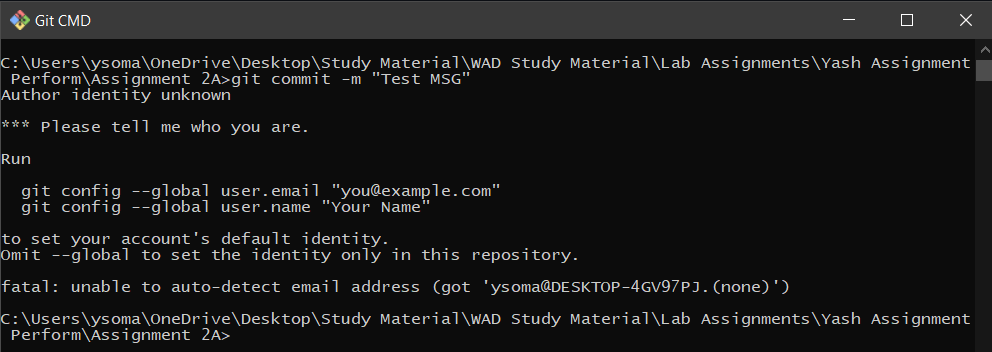 Git CMD
C:\Users\ysoma\OneDrive\Desktop\Study Material\WAD Study Material\Lab Assignments\Yash Assignment
Perform\Assignment 2A>git commit -m "Test MSG"
Author identity unknown
*** Please tell me who you are.
Run
git config --global user.email "you@example.com"
git config --global user.name "Your Name"
to set your account's default identity.
Omit --global to set the identity only in this repository.
fatal: unable to auto-detect email address (got 'ysoma@DESKTOP-4GV97PJ.(none)')
C:\Users\ysoma\OneDrive\Desktop\Study Material\WAD Study Material\Lab Assignments\Yash Assignment
Perform\Assignment 2A>